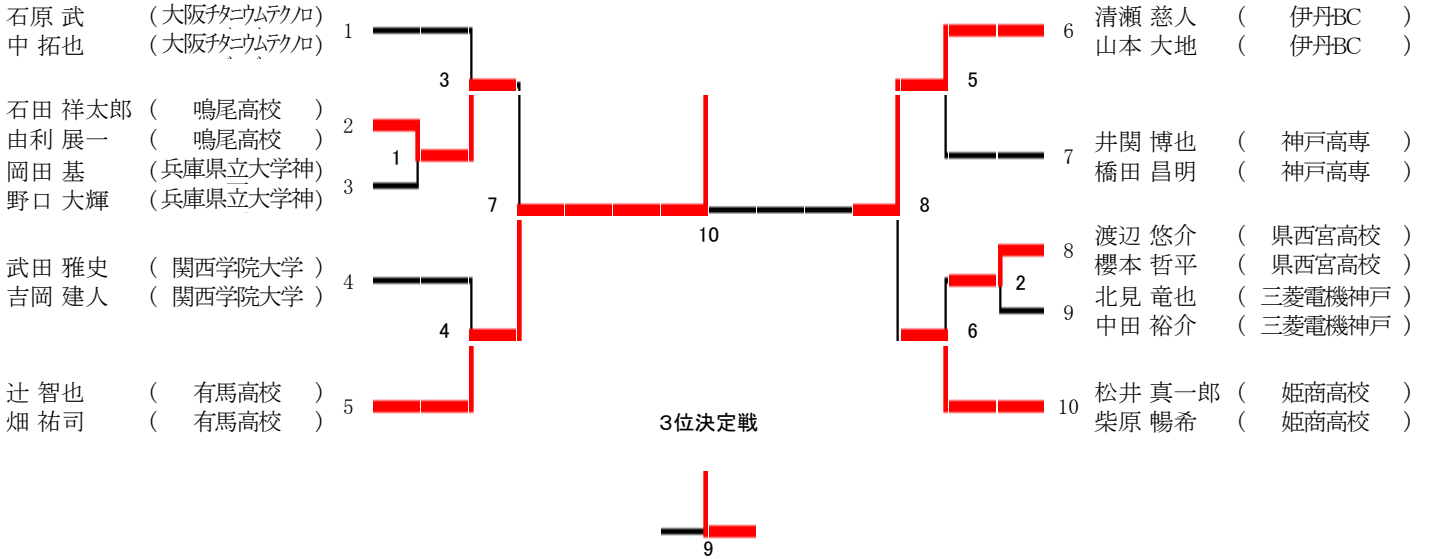 石原 武 (大阪チタニウムテクノロ)
中 拓也 (大阪チタニウムテクノロ)
1
3
石田 祥太郎 ( 鳴尾高校 )
由利 展一 ( 鳴尾高校 )
2
1
岡田 基 (兵庫県立大学神)
野口 大輝 (兵庫県立大学神)
3
7
武田 雅史 ( 関西学院大学 )
吉岡 建人 ( 関西学院大学 )
4
4
辻 智也 ( 有馬高校 )
畑 祐司 ( 有馬高校 )
5
10
清瀬 慈人 ( 伊丹BC )
山本 大地 ( 伊丹BC )
6
5
井関 博也 ( 神戸高専 )
橋田 昌明 ( 神戸高専 )
7
8
渡辺 悠介 ( 県西宮高校 )
櫻本 哲平 ( 県西宮高校 )
8
2
北見 竜也 ( 三菱電機神戸 )
中田 裕介 ( 三菱電機神戸 )
9
6
松井 真一郎 ( 姫商高校 )
柴原 暢希 ( 姫商高校 )
10
3位決定戦
9